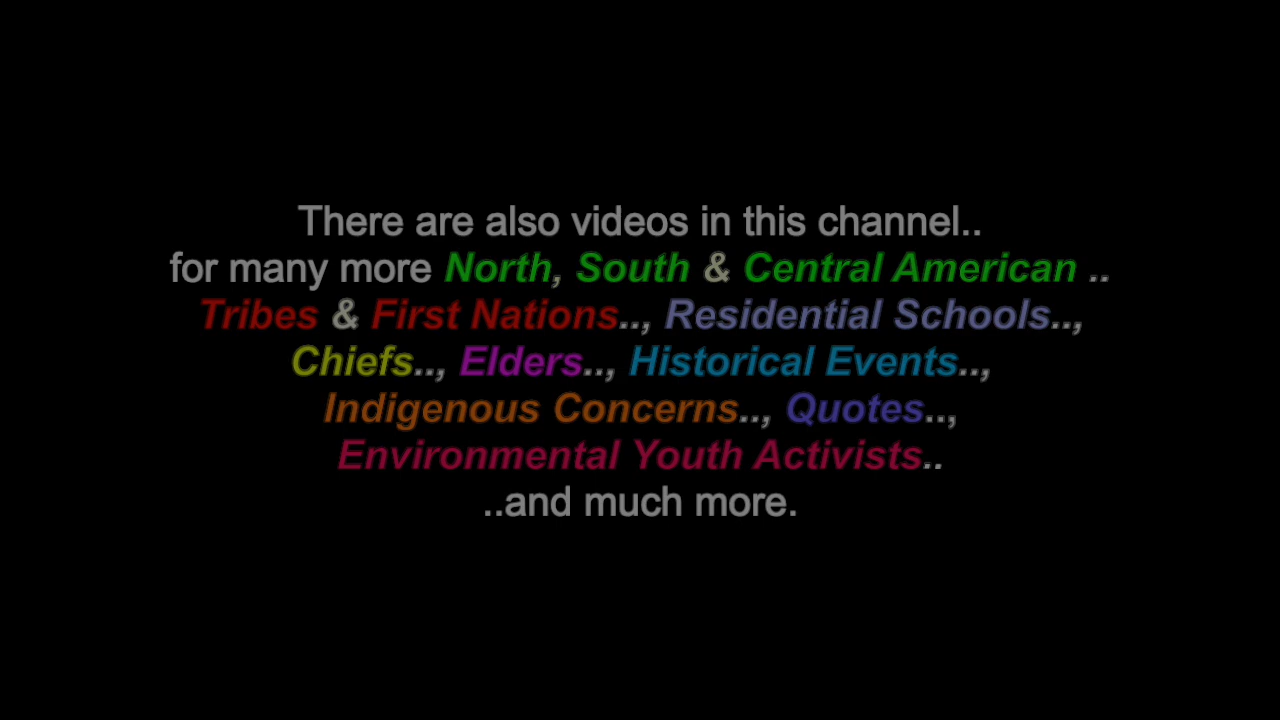 There are also videos in this channel..
for many more North, South & Central American ..
Tribes & First Nations.., Residential Schools..,
Chiefs.., Elders.., Historical Events..,
Indigenous Concerns.., Quotes..,
Environmental Youth Activists..
..and much more.